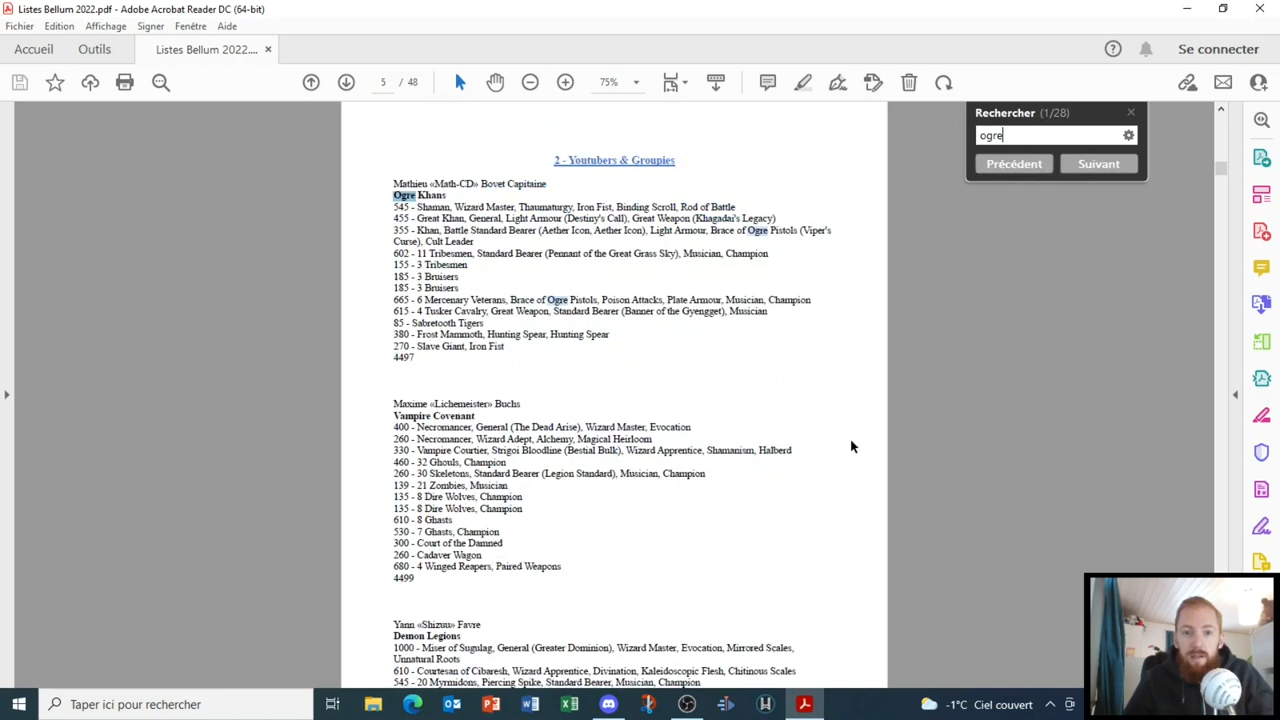 Listes Bellum 2022.pdf - Adobe Acrobat Reader DC (64-bit)
Fichier Edition Affichage Signer Fenêtre Aide
Accueil Outils Listes Bellum 2022.... × Se connecter
5 / 48 75%
Rechercher (1/28)
ogre
Précédent Suivant
2 - Youtubers & Groupies
Mathieu «Math-CD» Bovet Capitaine
Ogre Khans
545 - Shaman, Wizard Master, Thaumaturgy, Iron Fist, Binding Scroll, Rod of Battle
455 - Great Khan, General, Light Armour (Destiny's Call), Great Weapon (Khagadai's Legacy)
355 - Khan, Battle Standard Bearer (Aether Icon, Aether Icon), Light Armour, Brace of Ogre Pistols (Viper's
Curse), Cult Leader
602 - 11 Tribesmen, Standard Bearer (Pennant of the Great Grass Sky), Musician, Champion
155 - 3 Tribesmen
185 - 3 Bruisers
185 - 3 Bruisers
665 - 6 Mercenary Veterans, Brace of Ogre Pistols, Poison Attacks, Plate Armour, Musician, Champion
615 - 4 Tusker Cavalry, Great Weapon, Standard Bearer (Banner of the Gyengget), Musician
85 - Sabretooth Tigers
380 - Frost Mammoth, Hunting Spear, Hunting Spear
270 - Slave Giant, Iron Fist
4497
Maxime «Lichemeister» Buchs
Vampire Covenant
400 - Necromancer, General (The Dead Arise), Wizard Master, Evocation
260 - Necromancer, Wizard Adept, Alchemy, Magical Heirloom
330 - Vampire Courtier, Strigoi Bloodline (Bestial Bulk), Wizard Apprentice, Shamanism, Halberd
460 - 32 Ghouls, Champion
260 - 30 Skeletons, Standard Bearer (Legion Standard), Musician, Champion
139 - 21 Zombies, Musician
135 - 8 Dire Wolves, Champion
135 - 8 Dire Wolves, Champion
610 - 8 Ghasts
530 - 7 Ghasts, Champion
300 - Court of the Damned
260 - Cadaver Wagon
680 - 4 Winged Reapers, Paired Weapons
4499
Yann «Shizuu» Favre
Demon Legions
1000 - Miser of Sugulag, General (Greater Dominion), Wizard Master, Evocation, Mirrored Scales,
Unnatural Roots
610 - Courtesan of Cibaresh, Wizard Apprentice, Divination, Kaleidoscopic Flesh, Chitinous Scales
545 - 20 Myrmidons, Piercing Spike, Standard Bearer, Musician, Champion
Taper ici pour rechercher -1°C Ciel couvert